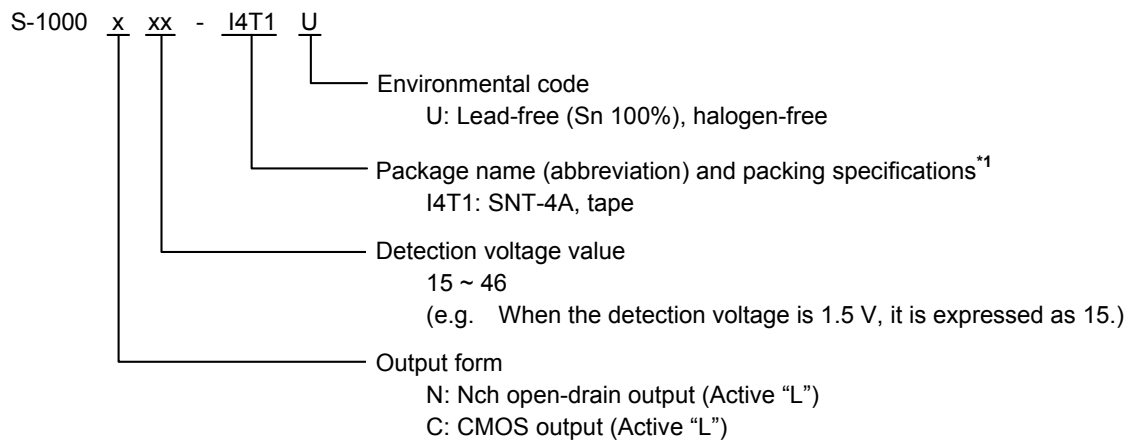 S-1000 x xx - I4T1 U
Environmental code
U: Lead-free (Sn 100%), halogen-free
Package name (abbreviation) and packing specifications*1
I4T1: SNT-4A, tape
Detection voltage value
15 ~ 46
(e.g. When the detection voltage is 1.5 V, it is expressed as 15.)
Output form
N: Nch open-drain output (Active “L”)
C: CMOS output (Active “L”)